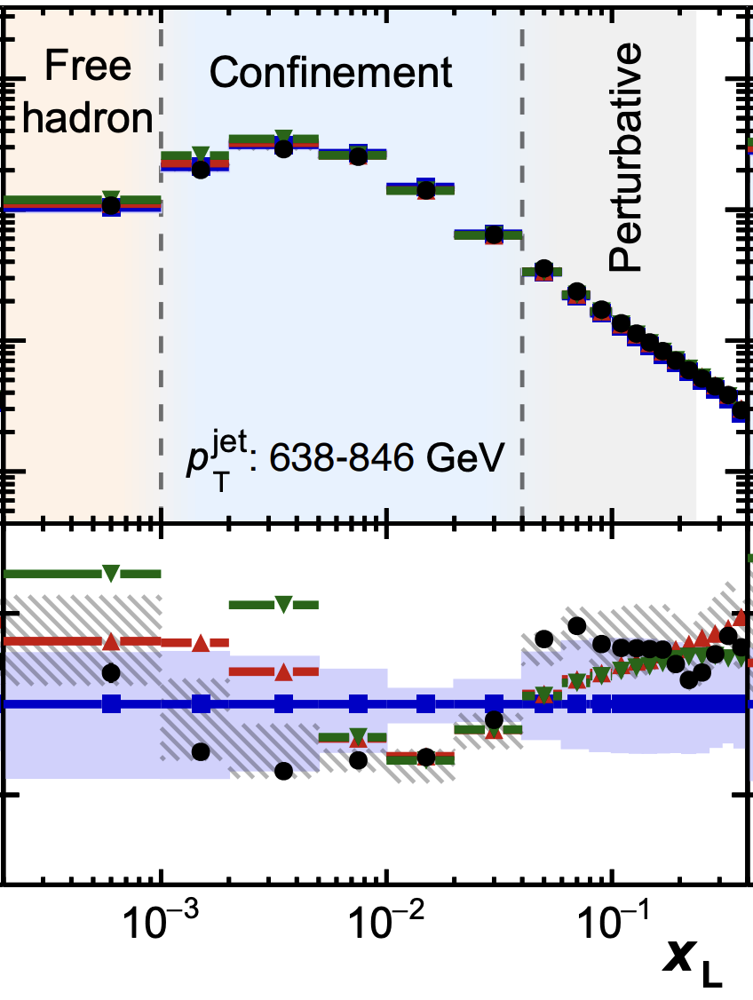 Free
hadron
Confinement
Perturbative
p_T^jet: 638-846 GeV
10⁻³
10⁻²
10⁻¹
x_L